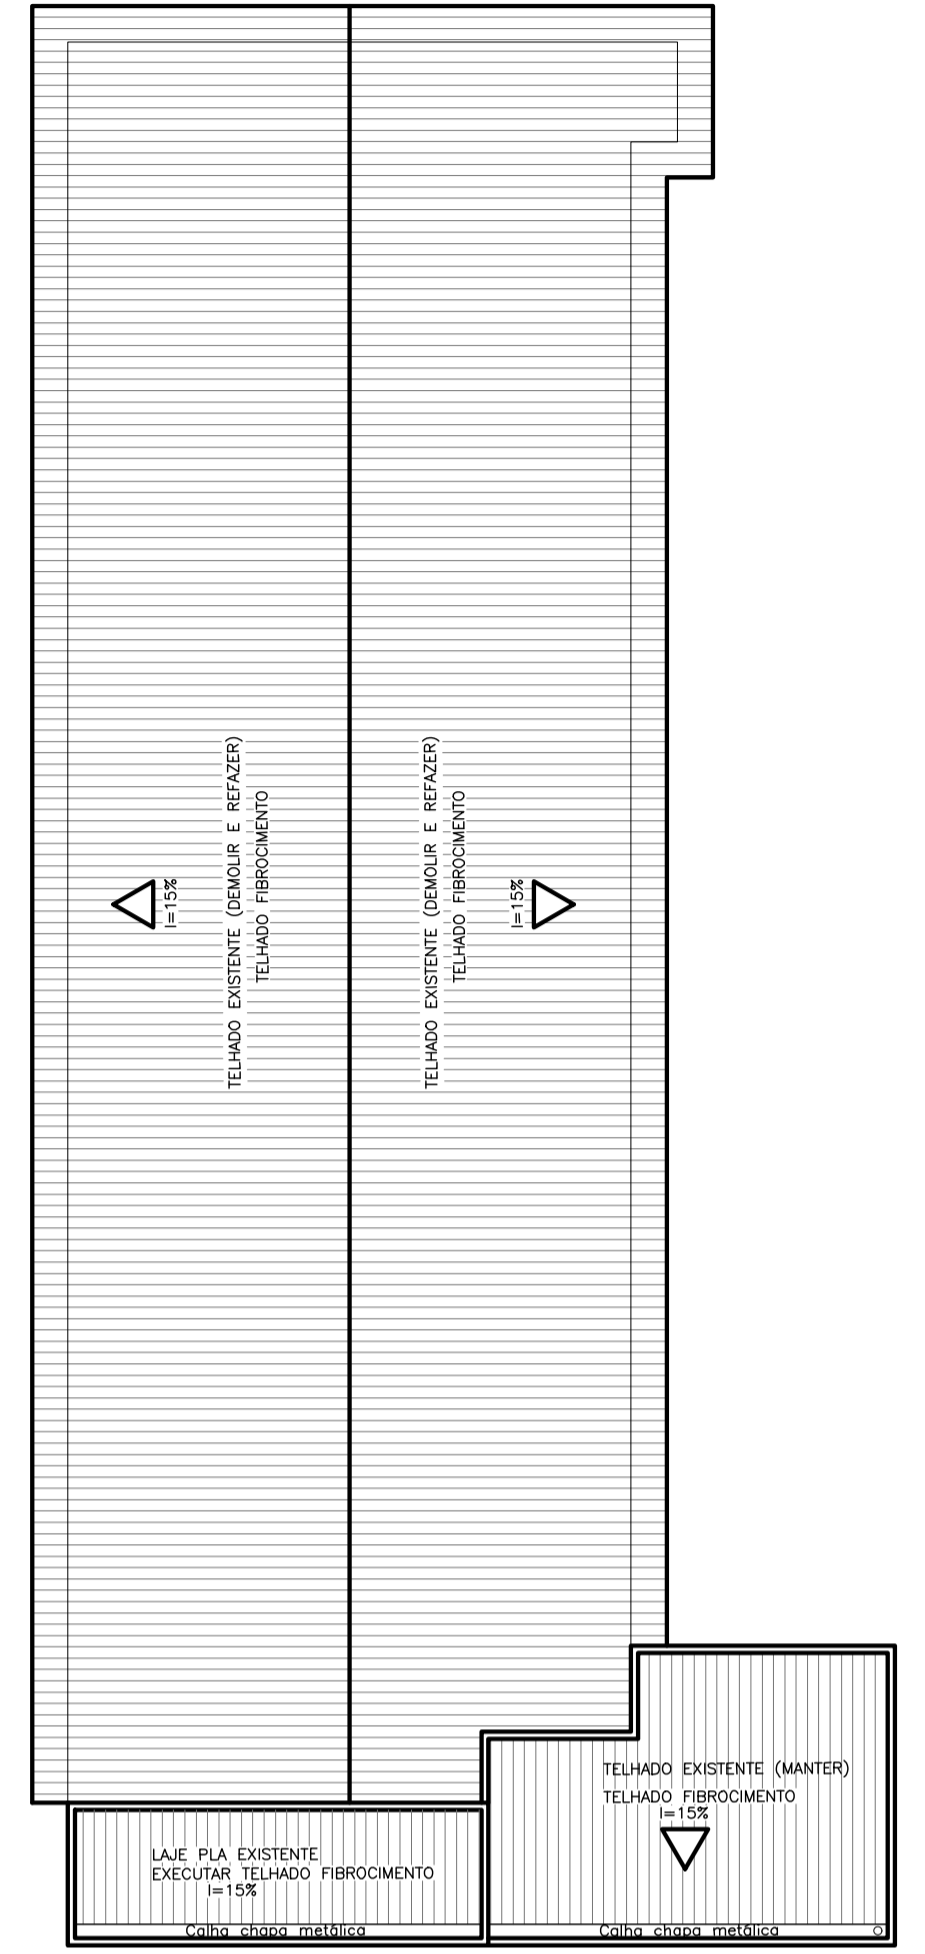 TELHADO EXISTENTE (DEMOLIR E REFAZER)
TELHADO FIBROCIMENTO
I=15%
TELHADO EXISTENTE (DEMOLIR E REFAZER)
TELHADO FIBROCIMENTO
I=15%
TELHADO EXISTENTE (MANTER)
TELHADO FIBROCIMENTO
I=15%
LAJE PLA EXISTENTE
EXECUTAR TELHADO FIBROCIMENTO
I=15%
Calha chapa metálica
Calha chapa metálica